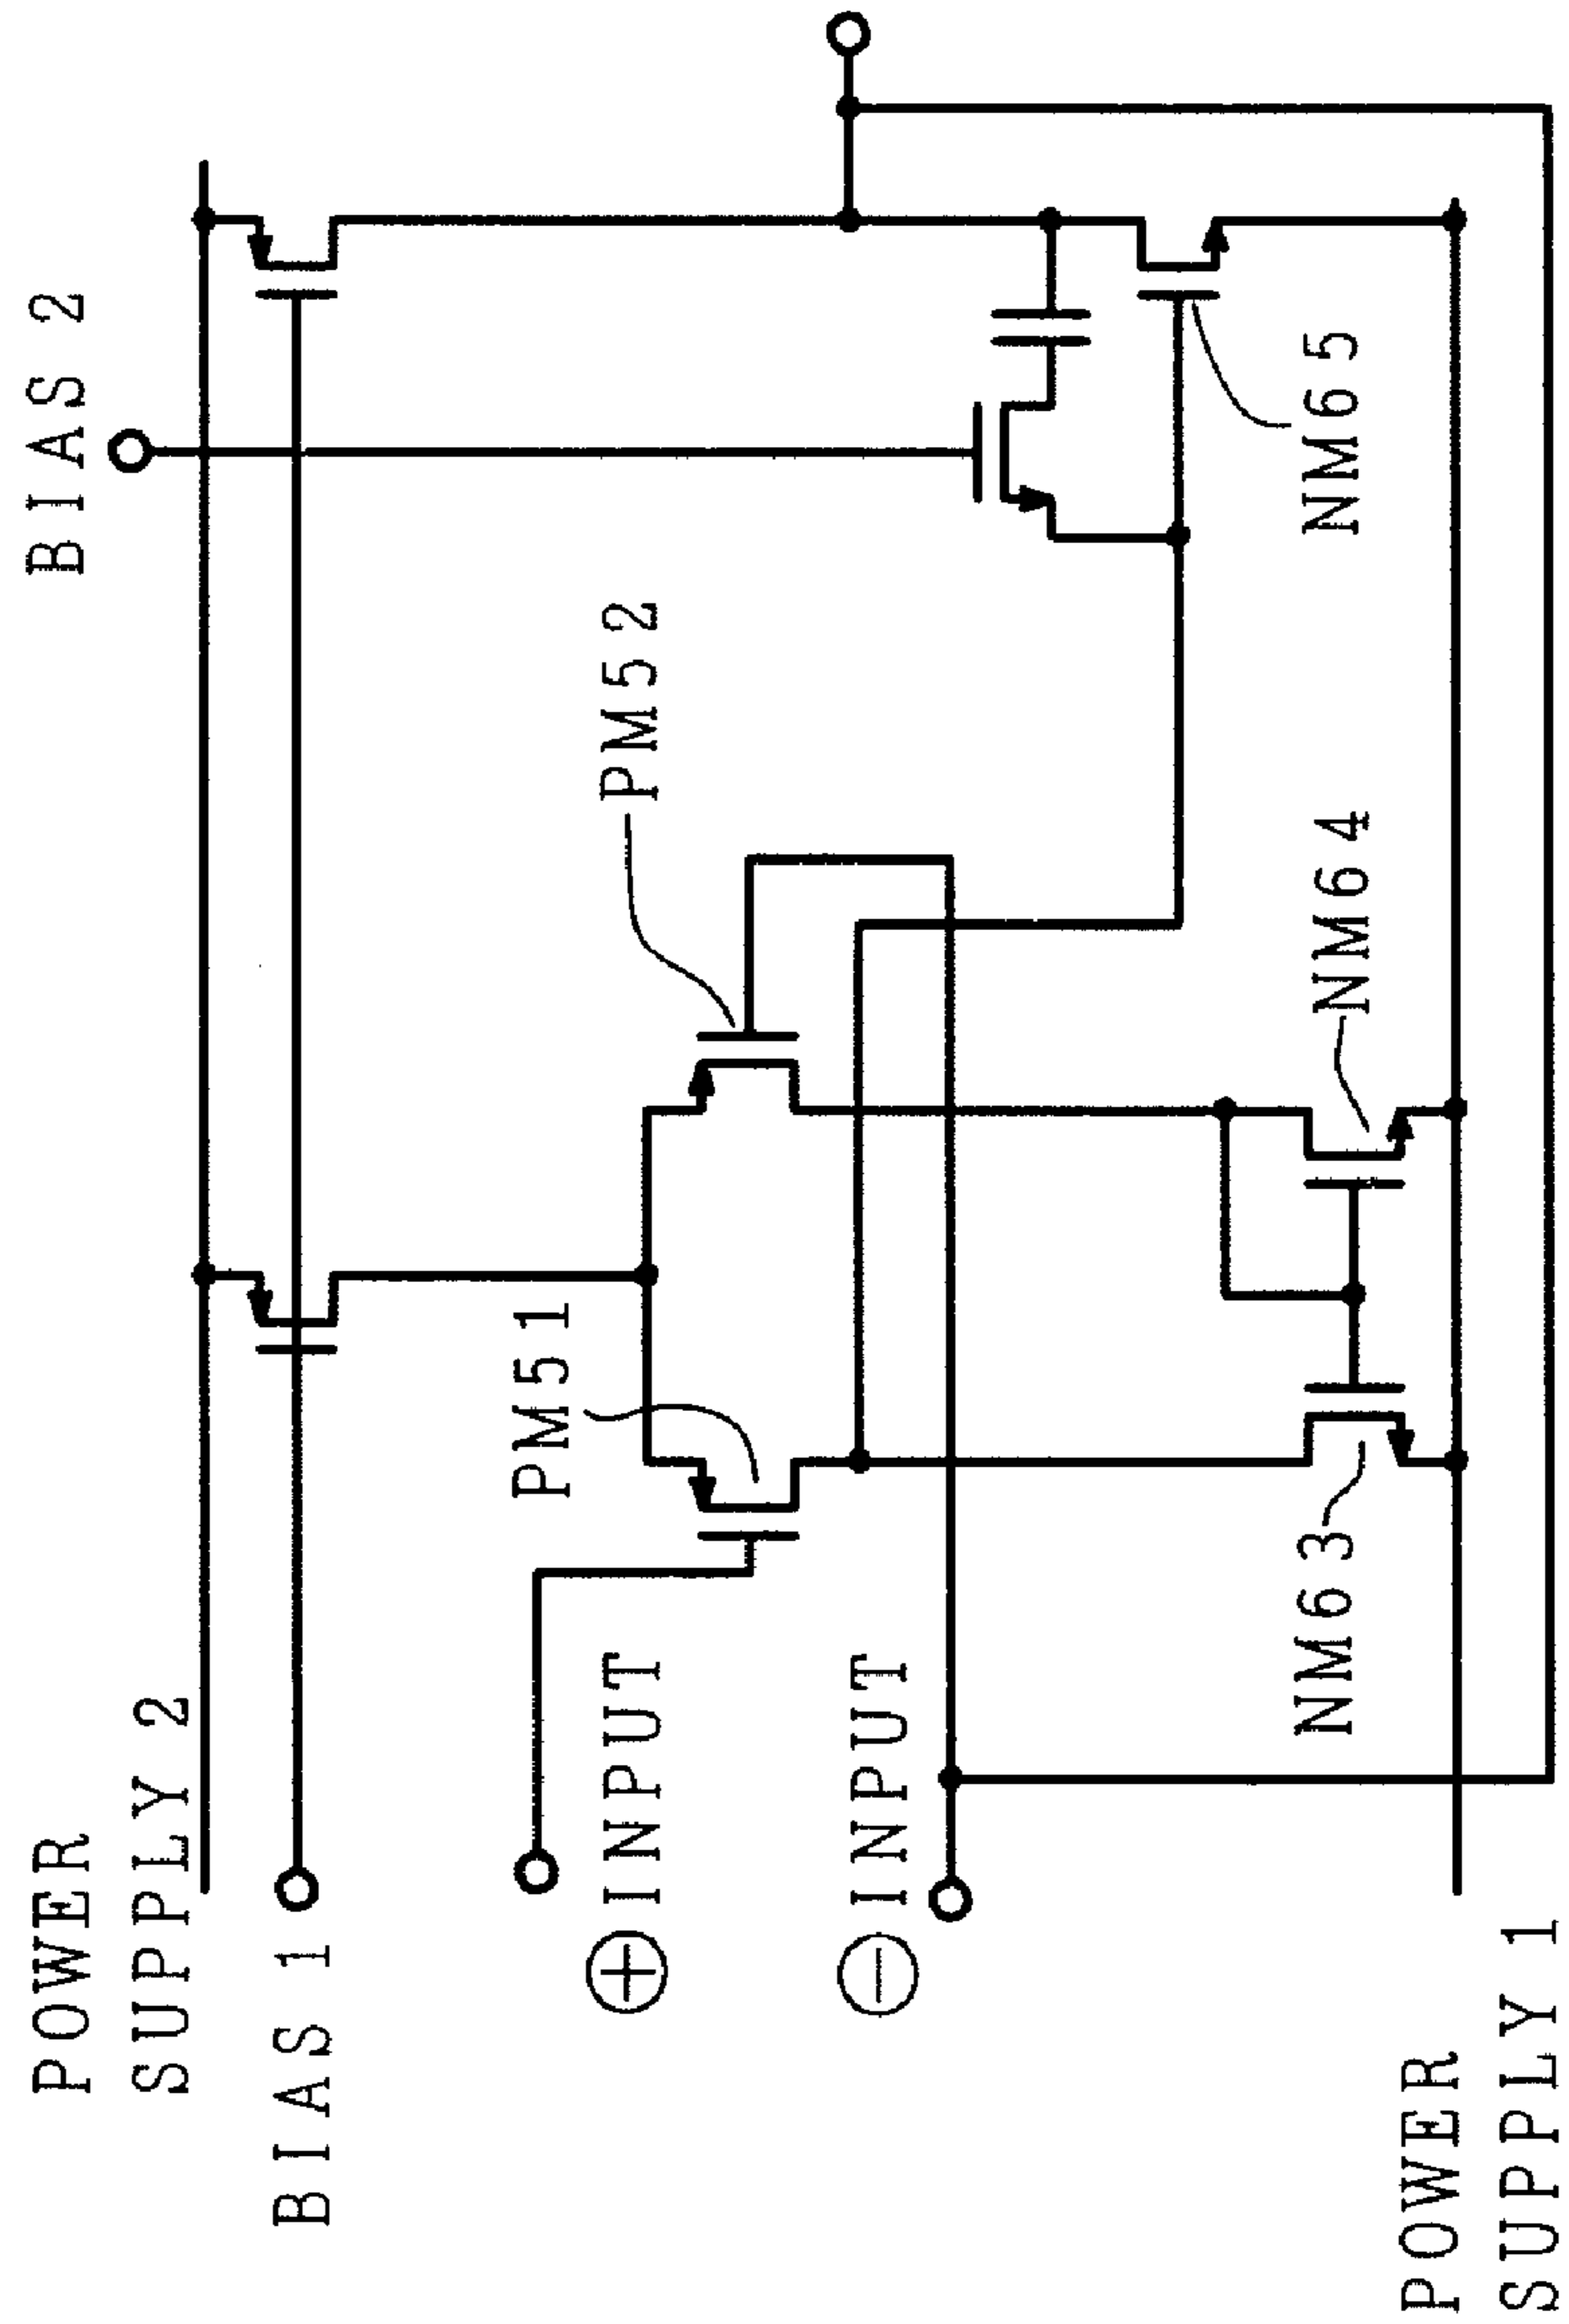 POWER
SUPPLY 2
BIAS 1
BIAS 2
⊕ INPUT
⊖ INPUT
PM51
PM52
NM63
NM64
NM65
POWER
SUPPLY 1